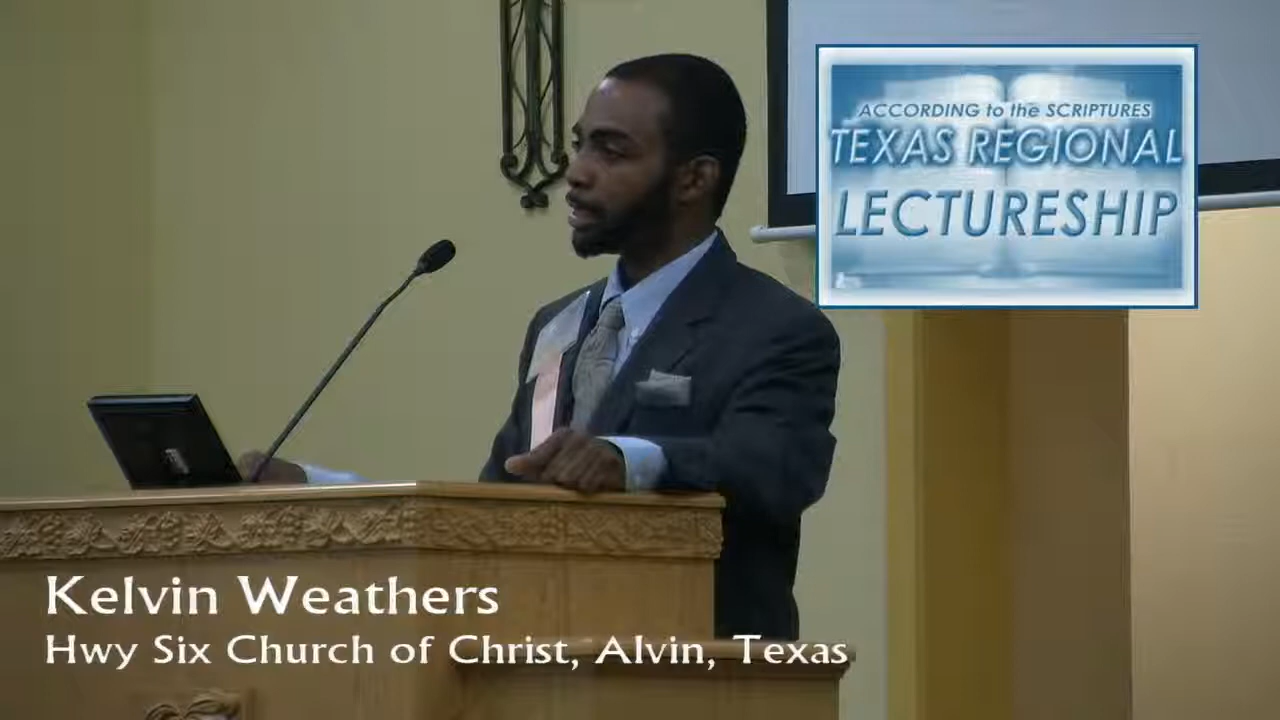 ACCORDING to the SCRIPTURES
TEXAS REGIONAL
LECTURESHIP
Kelvin Weathers
Hwy Six Church of Christ, Alvin, Texas